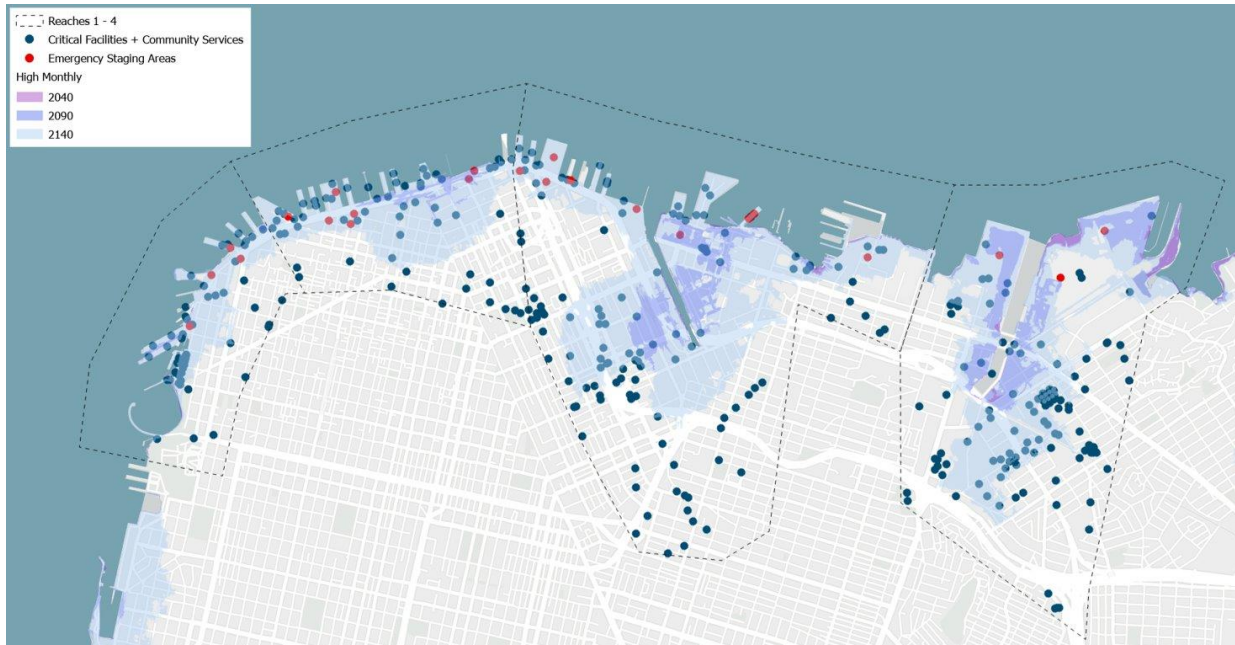 Reaches 1 - 4
Critical Facilities + Community Services
Emergency Staging Areas
High Monthly
2040
2090
2140